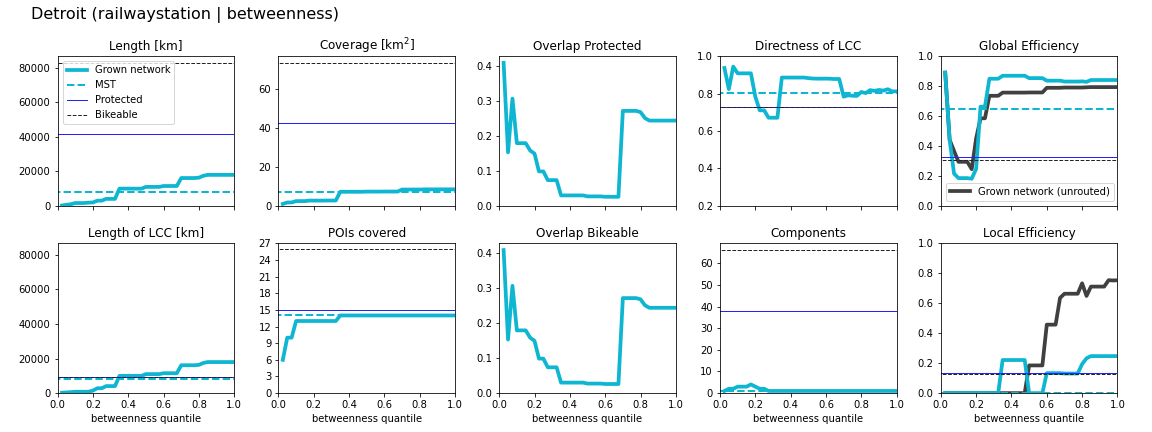 Detroit (railwaystation | betweenness)
Length [km]
80000
60000
40000
20000
0
Grown network
MST
Protected
Bikeable
Coverage [km²]
60
40
20
0
Overlap Protected
0.4
0.3
0.2
0.1
0.0
Directness of LCC
1.0
0.8
0.6
0.4
0.2
Global Efficiency
1.0
0.8
0.6
0.4
0.2
0.0
Grown network (unrouted)
Length of LCC [km]
80000
60000
40000
20000
0
0.0 0.2 0.4 0.6 0.8 1.0
betweenness quantile
POIs covered
27
24
21
18
15
12
9
6
3
0
0.0 0.2 0.4 0.6 0.8 1.0
betweenness quantile
Overlap Bikeable
0.4
0.3
0.2
0.1
0.0
0.0 0.2 0.4 0.6 0.8 1.0
betweenness quantile
Components
60
50
40
30
20
10
0
0.0 0.2 0.4 0.6 0.8 1.0
betweenness quantile
Local Efficiency
1.0
0.8
0.6
0.4
0.2
0.0
0.0 0.2 0.4 0.6 0.8 1.0
betweenness quantile